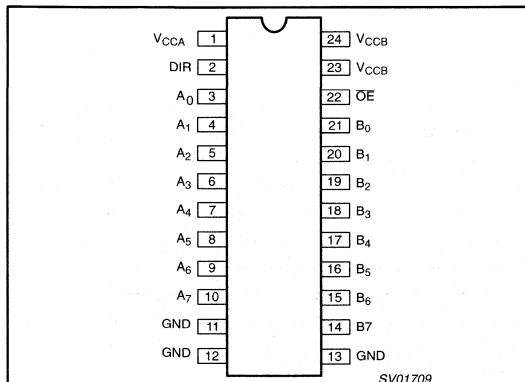 VCCA 1 24 VCCB
DIR 2 23 VCCB
A0 3 22 OE
A1 4 21 B0
A2 5 20 B1
A3 6 19 B2
A4 7 18 B3
A5 8 17 B4
A6 9 16 B5
A7 10 15 B6
GND 11 14 B7
GND 12 13 GND
SV01709